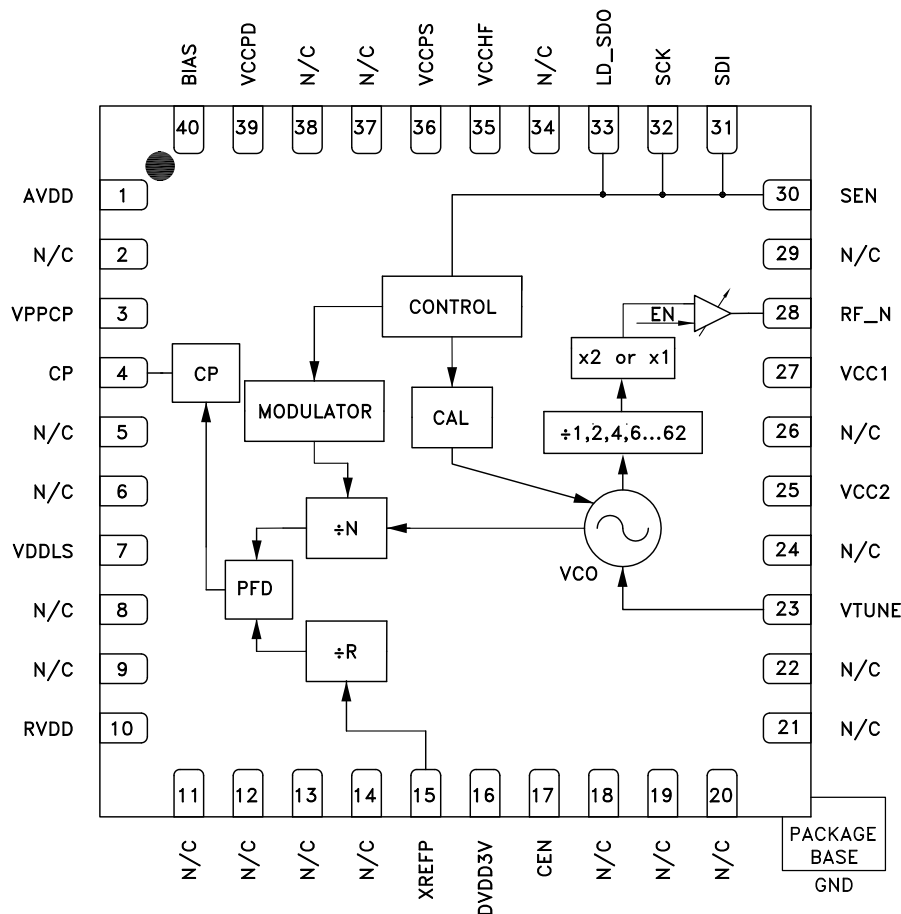 BIAS
VCCPD
N/C
N/C
VCCPS
VCCHF
N/C
LD_SDO
SCK
SDI
40
39
38
37
36
35
34
33
32
31
AVDD
1
30
SEN
N/C
2
29
N/C
VPPCP
3
CONTROL
EN
28
RF_N
CP
4
CP
x2 or x1
27
VCC1
MODULATOR
CAL
N/C
5
÷1,2,4,6...62
26
N/C
N/C
6
25
VCC2
÷N
VDDLS
7
VCO
24
N/C
PFD
N/C
8
23
VTUNE
÷R
N/C
9
22
N/C
RVDD
10
21
N/C
11
12
13
14
15
16
17
18
19
20
N/C
N/C
N/C
N/C
XREFP
DVDD3V
CEN
N/C
N/C
N/C
PACKAGE
BASE
GND